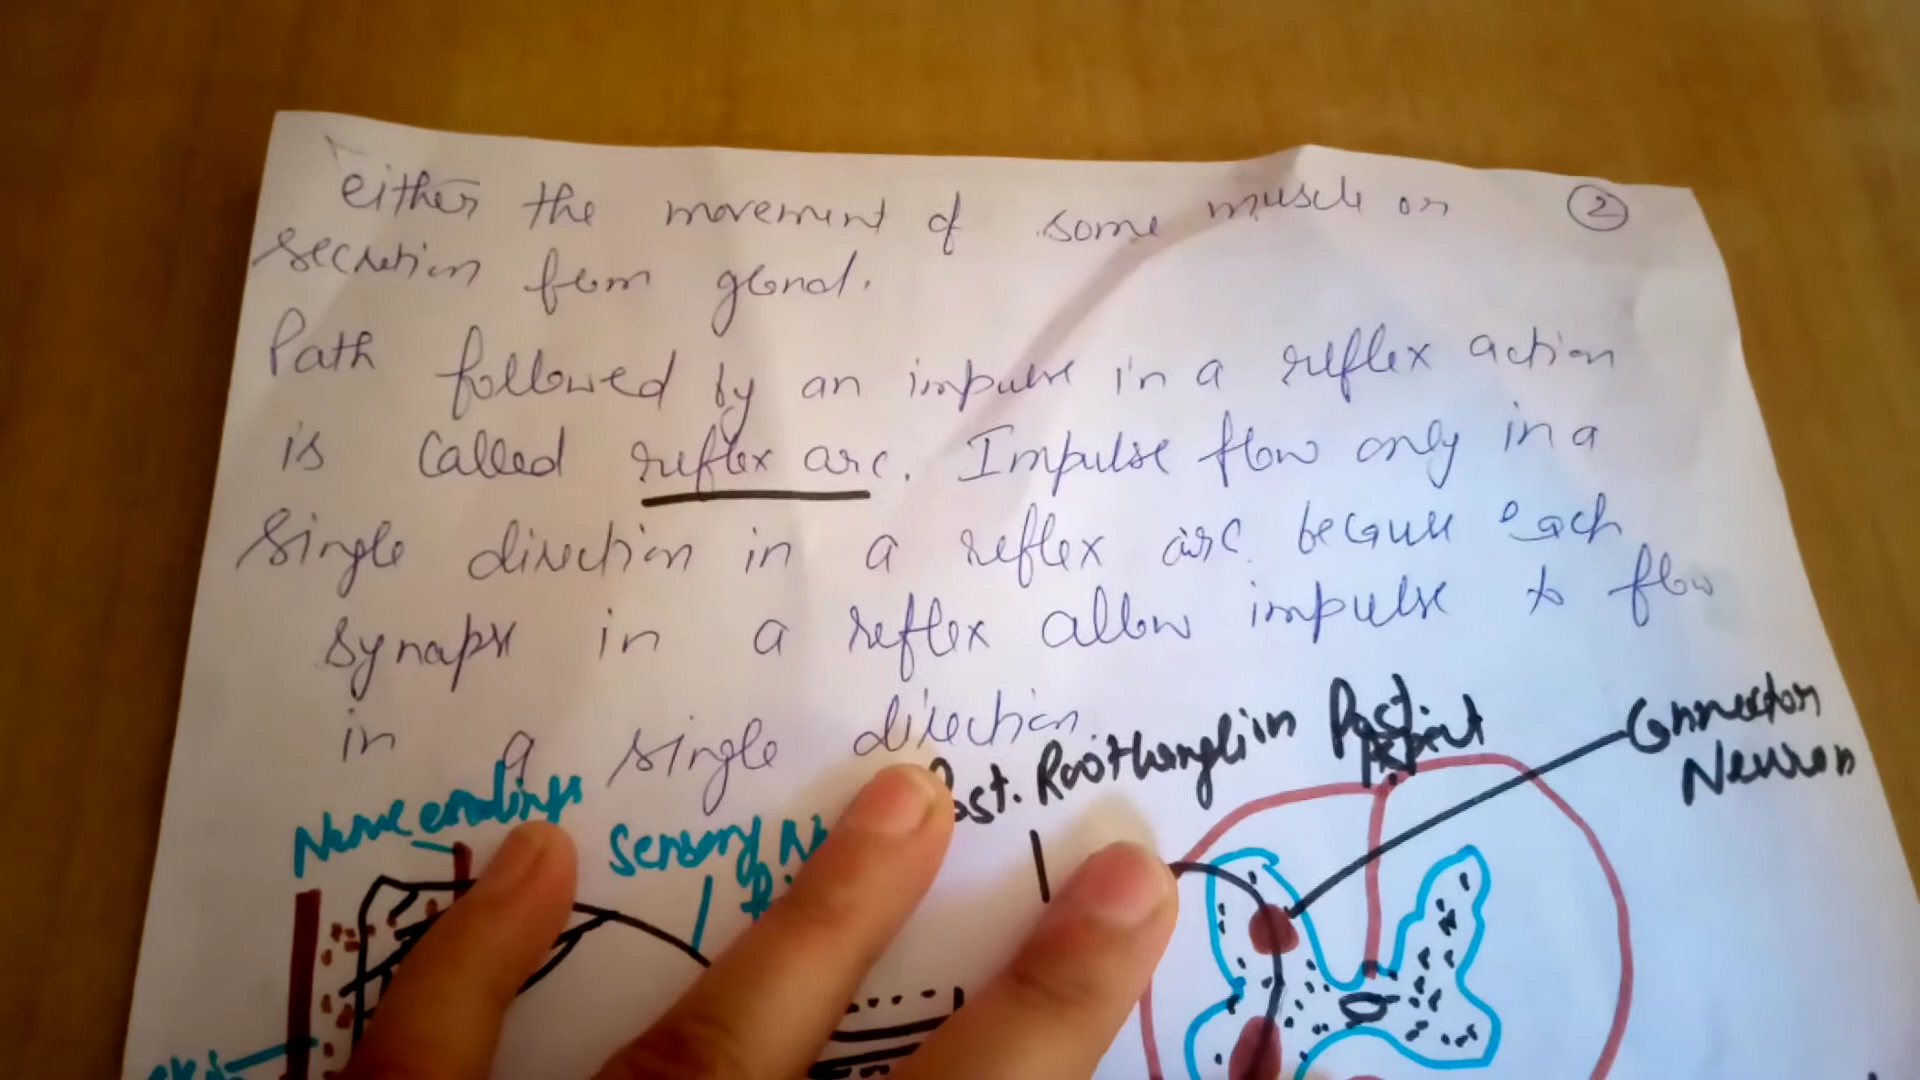 either the movement of some muscle or
②
secretion from gland.
Path followed by an impulse in a reflex action
is called reflex arc. Impulse flow only in a
single direction in a reflex arc because each
synapse in a reflex allow impulse to flow
in a single direction.
Post.
Connector
Neuron
Nerve endings
Sensory